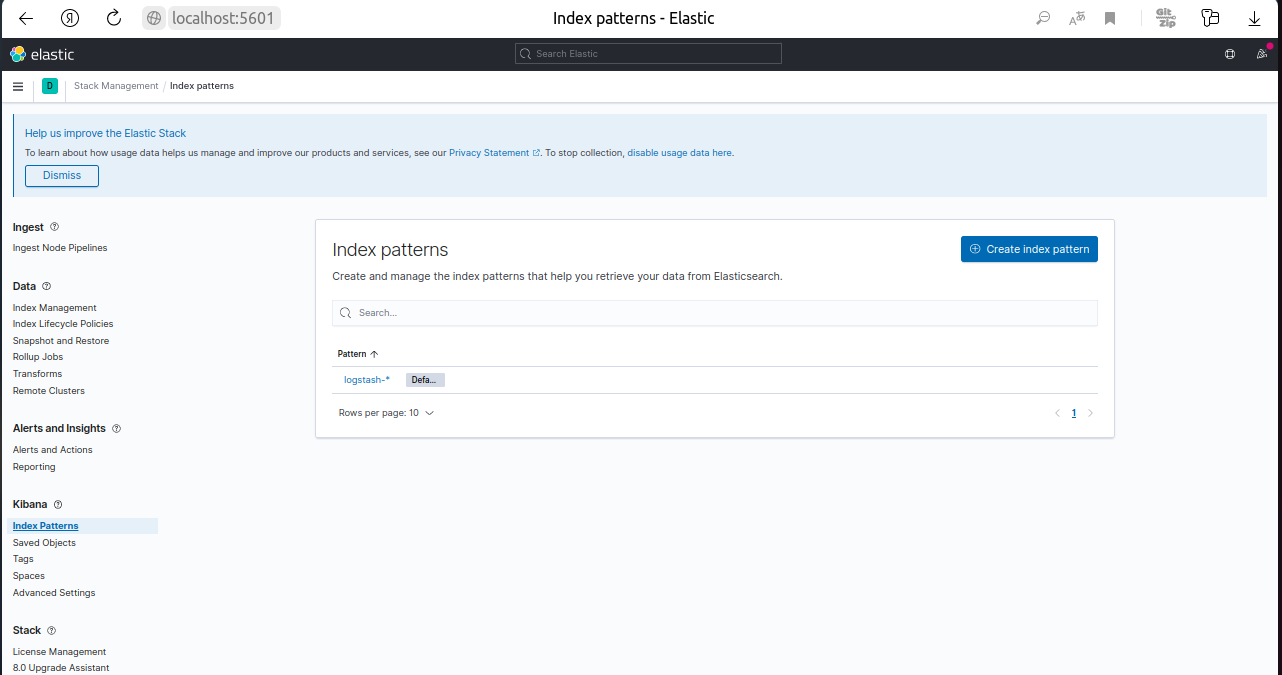 localhost:5601
Index patterns - Elastic
Git Zip
elastic
Search Elastic
D
Stack Management / Index patterns
Help us improve the Elastic Stack
To learn about how usage data helps us manage and improve our products and services, see our Privacy Statement. To stop collection, disable usage data here.
Dismiss
Ingest
Ingest Node Pipelines
Data
Index Management
Index Lifecycle Policies
Snapshot and Restore
Rollup Jobs
Transforms
Remote Clusters
Alerts and Insights
Alerts and Actions
Reporting
Kibana
Index Patterns
Saved Objects
Tags
Spaces
Advanced Settings
Stack
License Management
8.0 Upgrade Assistant
Index patterns
Create index pattern
Create and manage the index patterns that help you retrieve your data from Elasticsearch.
Search...
Pattern
logstash-* Defa...
Rows per page: 10
1